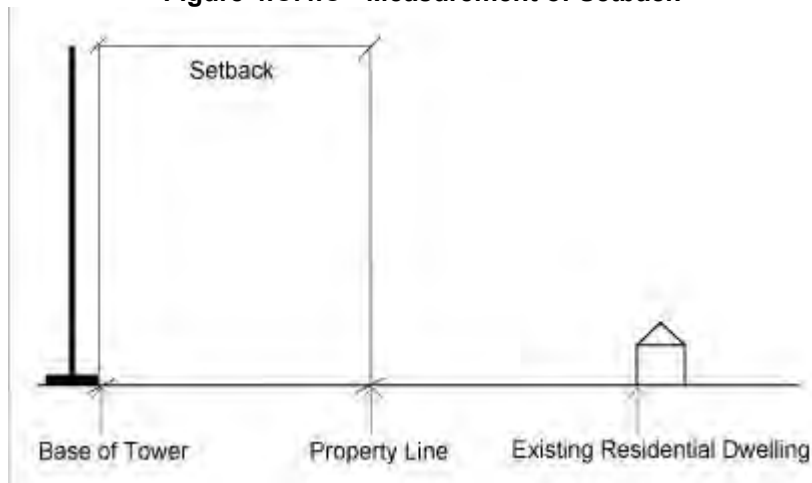 Setback
Base of Tower
Property Line
Existing Residential Dwelling